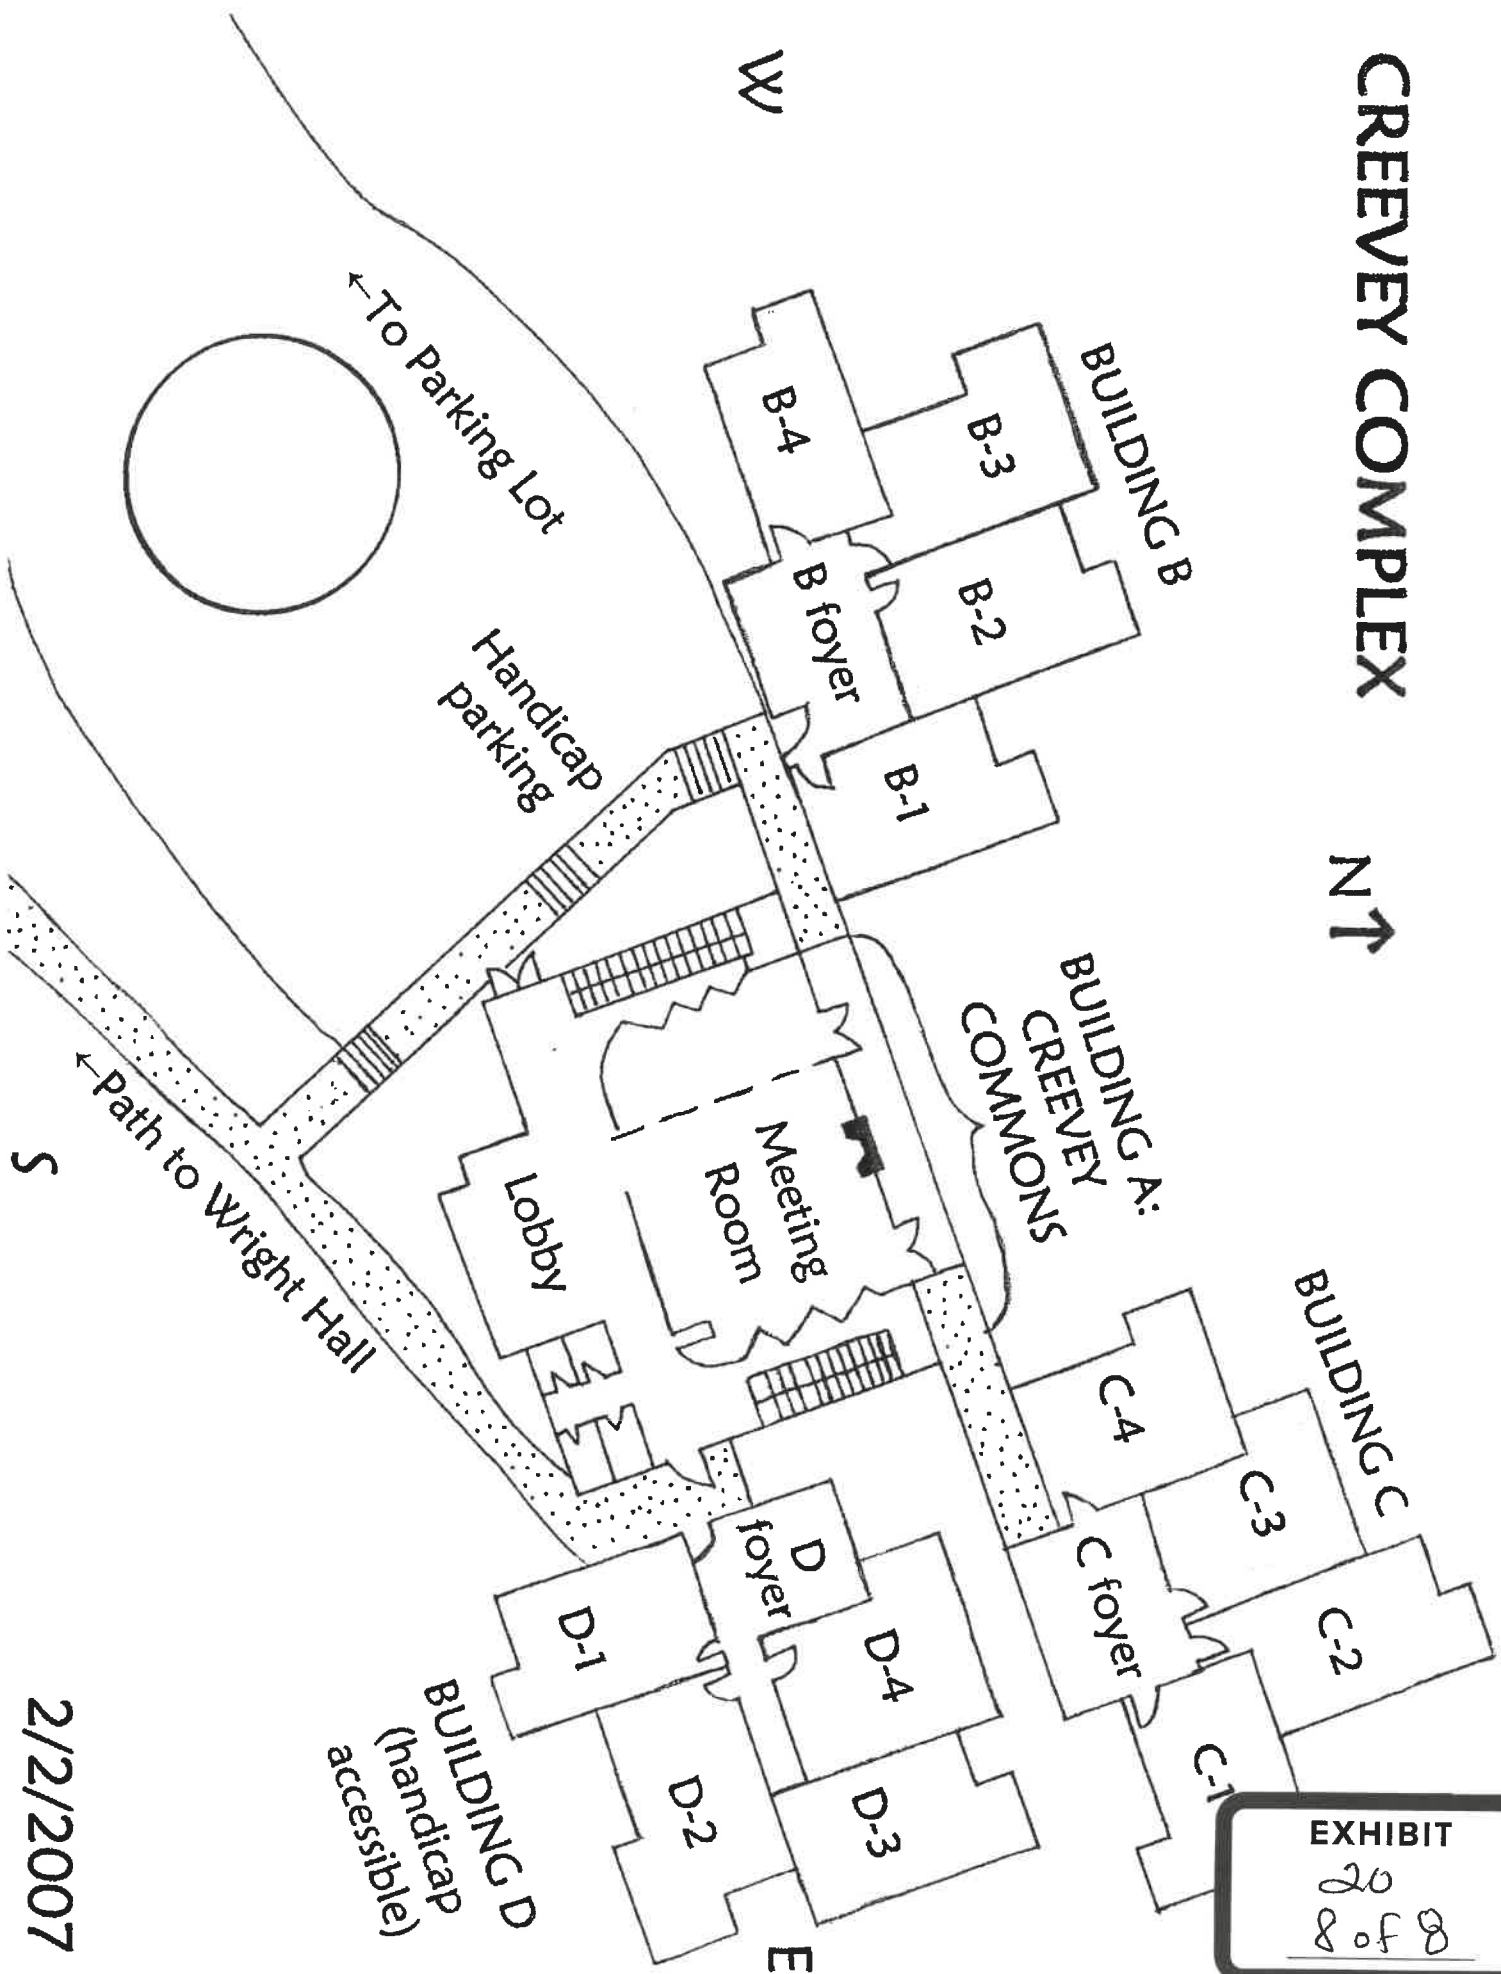 CREEVEY COMPLEX N↑
W
BUILDING B
B-3
B-4
B-2
B foyer
B-1
←To Parking Lot
Handicap
parking
BUILDING A:
CREEVEY
COMMONS
Meeting
Room
Lobby
←Path to Wright Hall
S
BUILDING C
C-4
C-3
C-2
C foyer
C-1
D
foyer
D-4
D-1
D-3
D-2
BUILDING D
(handicap
accessible)
E
2/2/2007
EXHIBIT
20
8 of 8